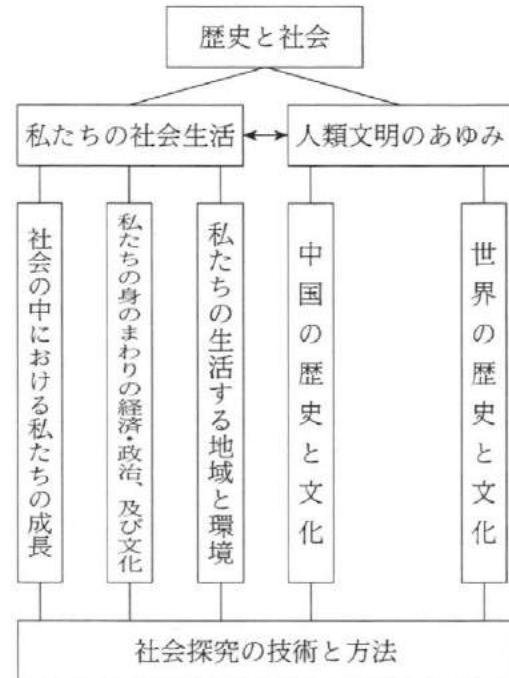 歴史と社会
私たちの社会生活
人類文明のあゆみ
社会の中における私たちの成長
私たちの身のまわりの経済・政治、及び文化
私たちの生活する地域と環境
中国の歴史と文化
世界の歴史と文化
社会探究の技術と方法